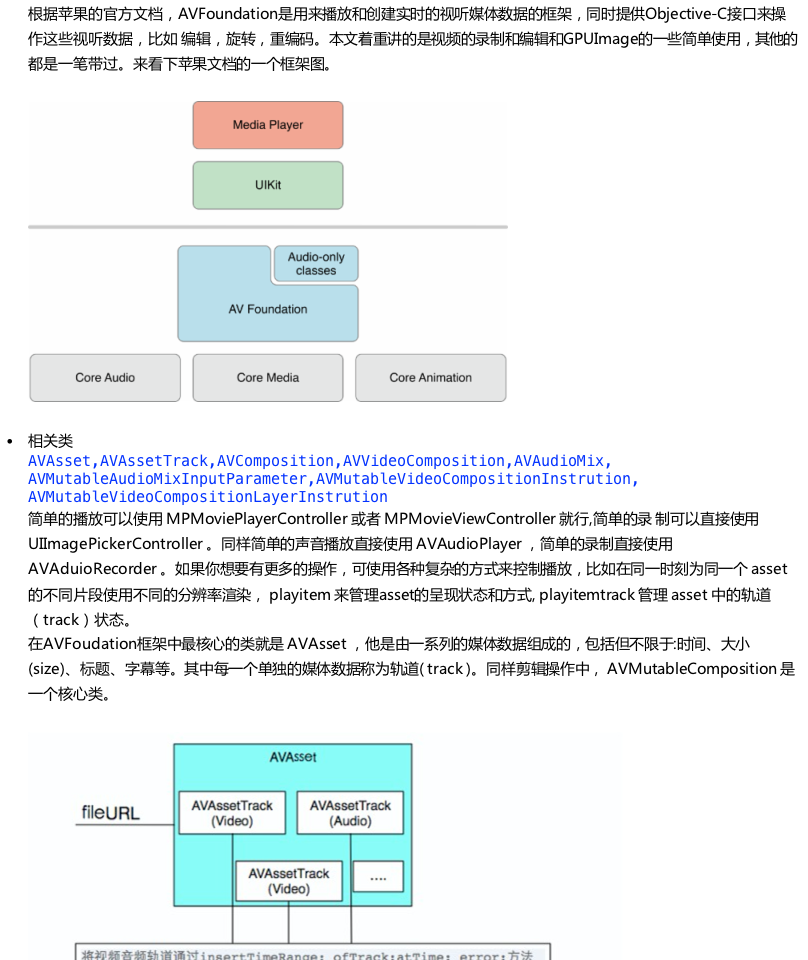 根据苹果的官方文档，AVFoundation是用来播放和创建实时的视听媒体数据的框架，同时提供Objective-C接口来操
作这些视听数据，比如 编辑，旋转，重编码。本文着重讲的是视频的录制和编辑和GPUImage的一些简单使用，其他的
都是一笔带过。来看下苹果文档的一个框架图。
Media Player
UIKit
Audio-only
classes
AV Foundation
Core Audio
Core Media
Core Animation
• 相关类
AVAsset,AVAssetTrack,AVComposition,AVVideoComposition,AVAudioMix,
AVMutableAudioMixInputParameter,AVMutableVideoCompositionInstrution,
AVMutableVideoCompositionLayerInstrution
简单的播放可以使用 MPMoviePlayerController 或者 MPMovieViewController 就行,简单的录 制可以直接使用
UIImagePickerController 。同样简单的声音播放直接使用 AVAudioPlayer ，简单的录制直接使用
AVAduioRecorder 。如果你想要有更多的操作，可使用各种复杂的方式来控制播放，比如在同一时刻为同一个 asset
的不同片段使用不同的分辨率渲染， playitem 来管理asset的呈现状态和方式, playitemtrack 管理 asset 中的轨道
（ track ）状态。
在AVFoudation框架中最核心的类就是 AVAsset ，他是由一系列的媒体数据组成的，包括但不限于:时间、大小
(size)、标题、字幕等。其中每一个单独的媒体数据称为轨道( track )。同样剪辑操作中， AVMutableComposition 是
一个核心类。
AVAsset
fileURL
AVAssetTrack
(Video)
AVAssetTrack
(Audio)
AVAssetTrack
(Video)
....
将视频音频轨道通过insertTimeRange: ofTrack:atTime: error:方法